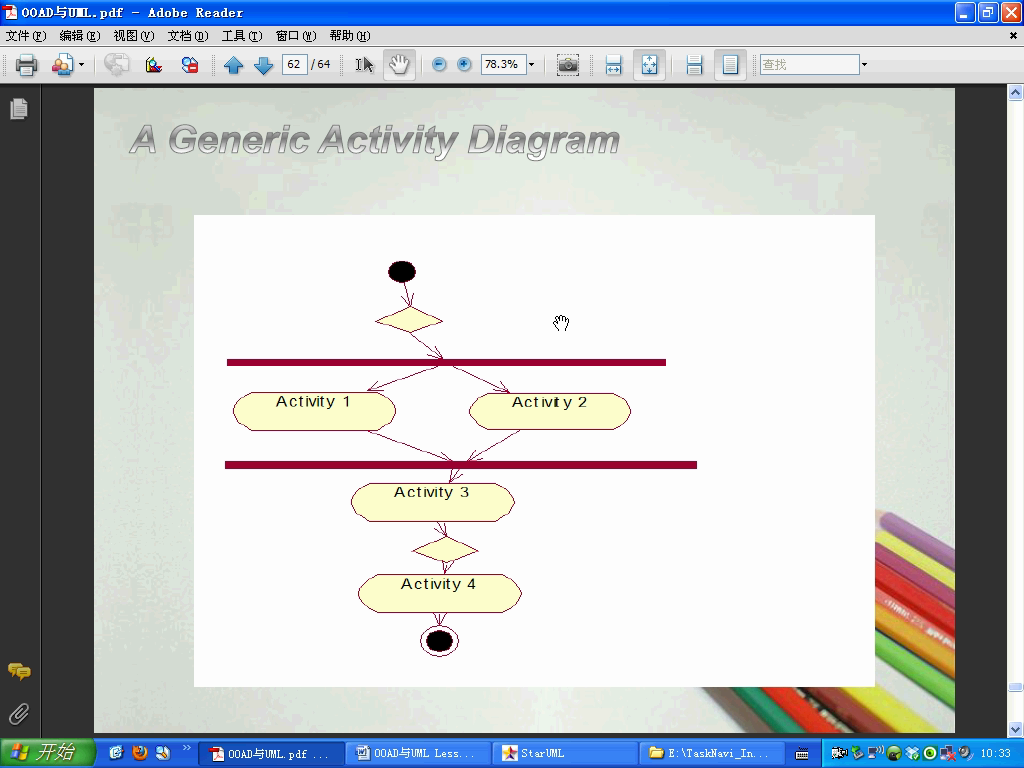 OOAD与UML.pdf - Adobe Reader
文件(F) 编辑(E) 视图(V) 文档(D) 工具(T) 窗口(W) 帮助(H)
62 / 64 78.3% 查找
A Generic Activity Diagram
Activity 1 Activity 2
Activity 3
Activity 4
开始 OOAD与UML.pdf ... OOAD与UML Less... StarUML E:\TaskNavi_In... 10:33